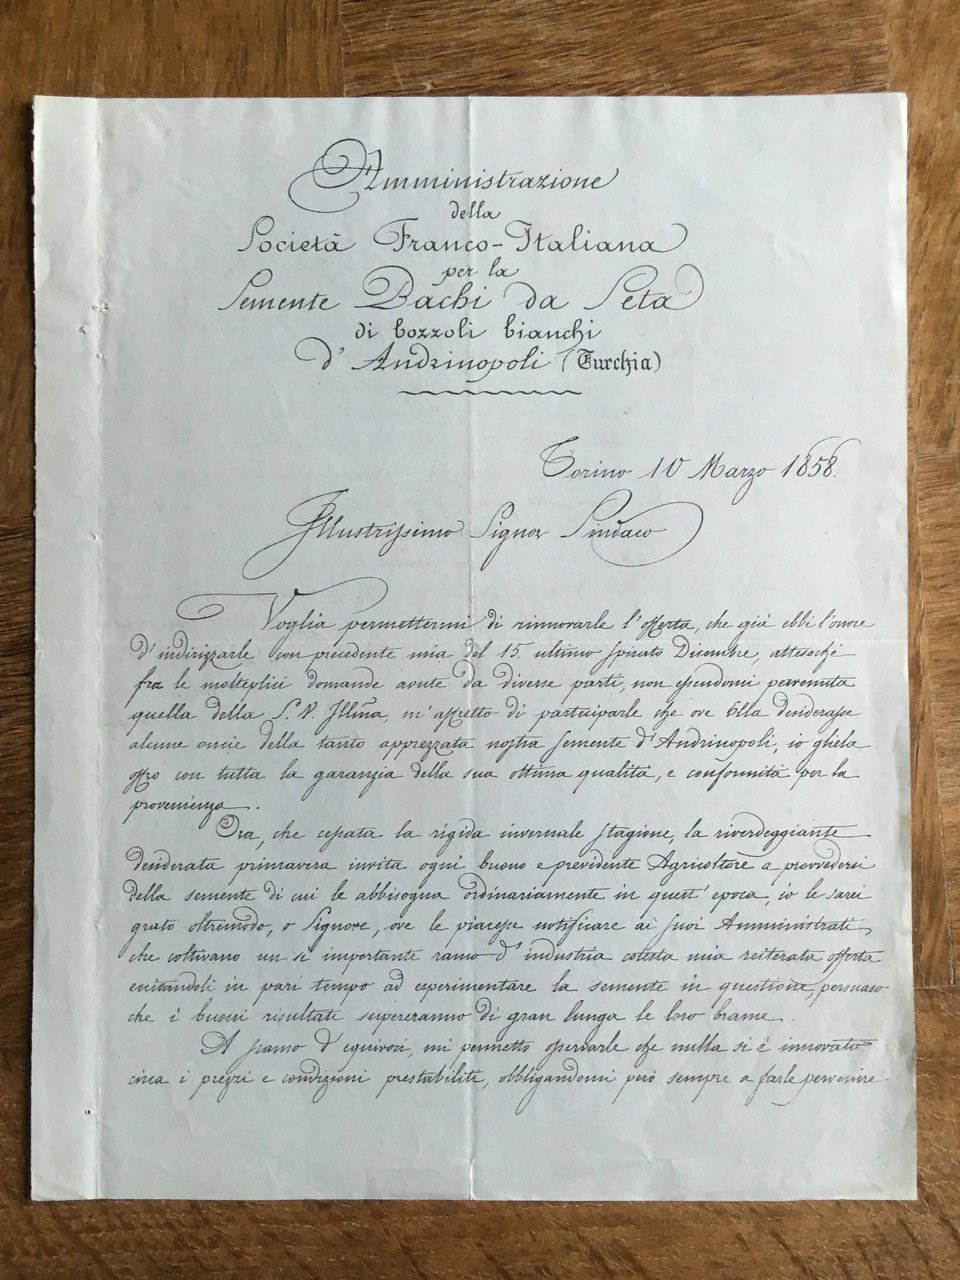 Amministrazione
della
Società Franco-Italiana
per la
Semente Bachi da Seta
di bozzoli bianchi
d'Andrinopoli (Turchia)
Torino 10 Marzo 1858.
Illustrissimo Signor Sindaco
Voglia permettermi di rinnovarle l'offerta, che già ebbi l'onore
d'indirizzarle con precedente mia del 15. ultimo spirato Dicembre, attesoché
fra le molteplici domande avute da diverse parti, non essendomi pervenuta
quella della S. V. Illma, m'affretto di parteciparle che ove Ella desiderasse
alcune oncie della tanto apprezzata nostra semente d'Andrinopoli, io gliela
offro con tutta la garanzia della sua ottima qualità, e conformità per la
provenienza.
Ora, che cessata la rigida invernale stagione, la riverdeggiante
desiderata primavera invita ogni buono e previdente Agricoltore a provvedersi
della semente di cui le abbisogna ordinariamente in quest'epoca, io le sarei
grato oltremodo, o Signore, ove le piacesse notificare ai suoi Amministrati,
che coltivano un sì importante ramo d'industria cotesta mia reiterata offerta
eccitandoli in pari tempo ad esperimentare la semente in questione, persuaso
che i buoni risultati supereranno di gran lunga le loro brame.
A scanso d'equivoci, mi permetto osservarle che nulla si è innovato
circa i prezzi e condizioni prestabilite, obbligandomi però sempre a farle pervenire